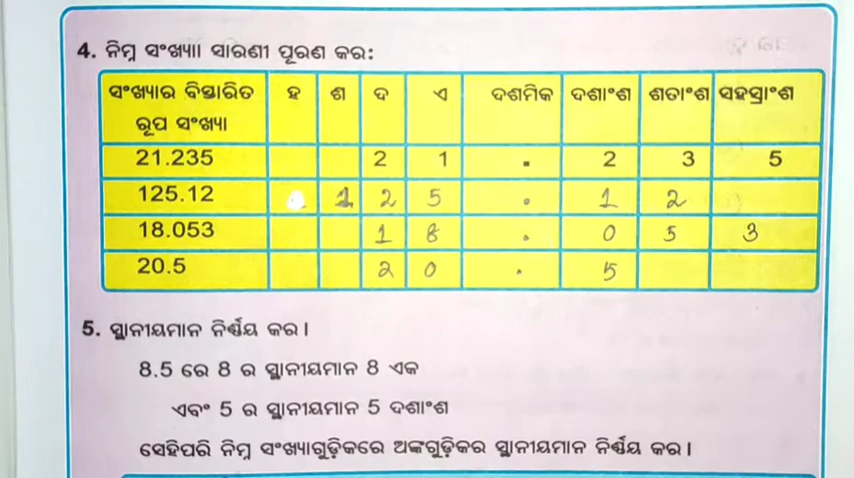 4. ନିମ୍ନ ସଂଖ୍ୟା ସାରଣୀ ପୂରଣ କର:
ସଂଖ୍ୟାର ବିସ୍ତାରିତ ରୂପ ସଂଖ୍ୟା ହ ଶ ଦ ଏ ଦଶମିକ ଦଶାଂଶ ଶତାଂଶ ସହସ୍ରାଂଶ
21.235 2 1 . 2 3 5
125.12 1 2 5 . 1 2
18.053 1 8 . 0 5 3
20.5 2 0 . 5
5. ସ୍ଥାନୀୟମାନ ନିର୍ଣ୍ଣୟ କର।
8.5 ରେ 8 ର ସ୍ଥାନୀୟମାନ 8 ଏକ
ଏବଂ 5 ର ସ୍ଥାନୀୟମାନ 5 ଦଶାଂଶ
ସେହିପରି ନିମ୍ନ ସଂଖ୍ୟାଗୁଡ଼ିକରେ ଅଙ୍କଗୁଡ଼ିକର ସ୍ଥାନୀୟମାନ ନିର୍ଣ୍ଣୟ କର।